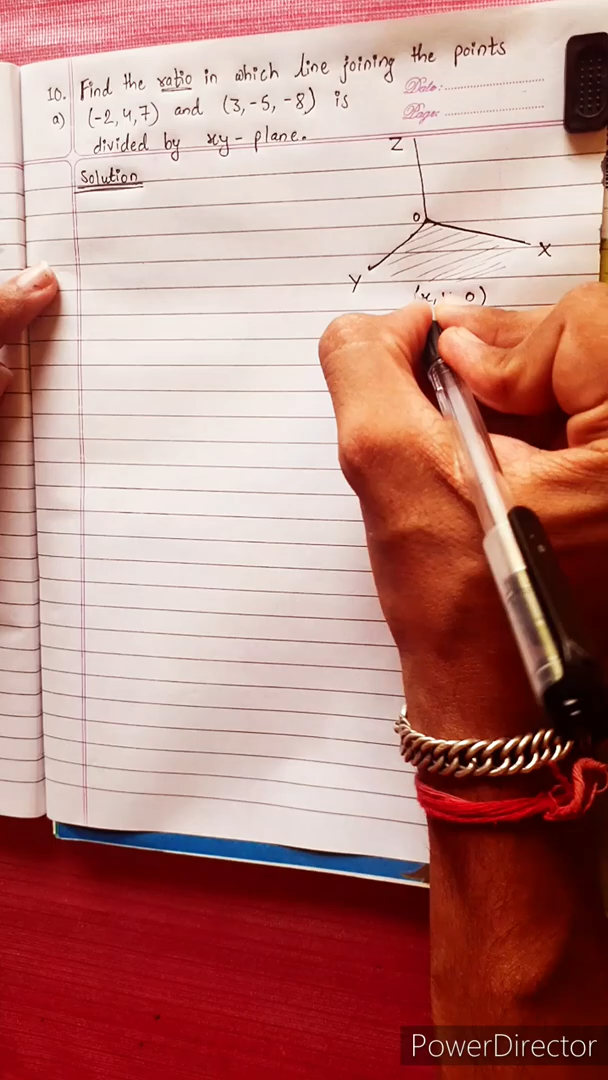 10. Find the ratio in which line joining the points
a) (-2,4,7) and (3,-5,-8) is
Date:
Page:
divided by xy-plane.
Solution
Z
O
X
Y
(x, 0)
PowerDirector